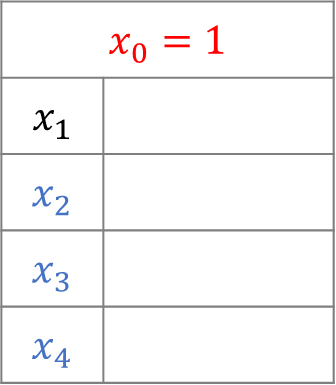 x₀ = 1
x₁
x₂
x₃
x₄